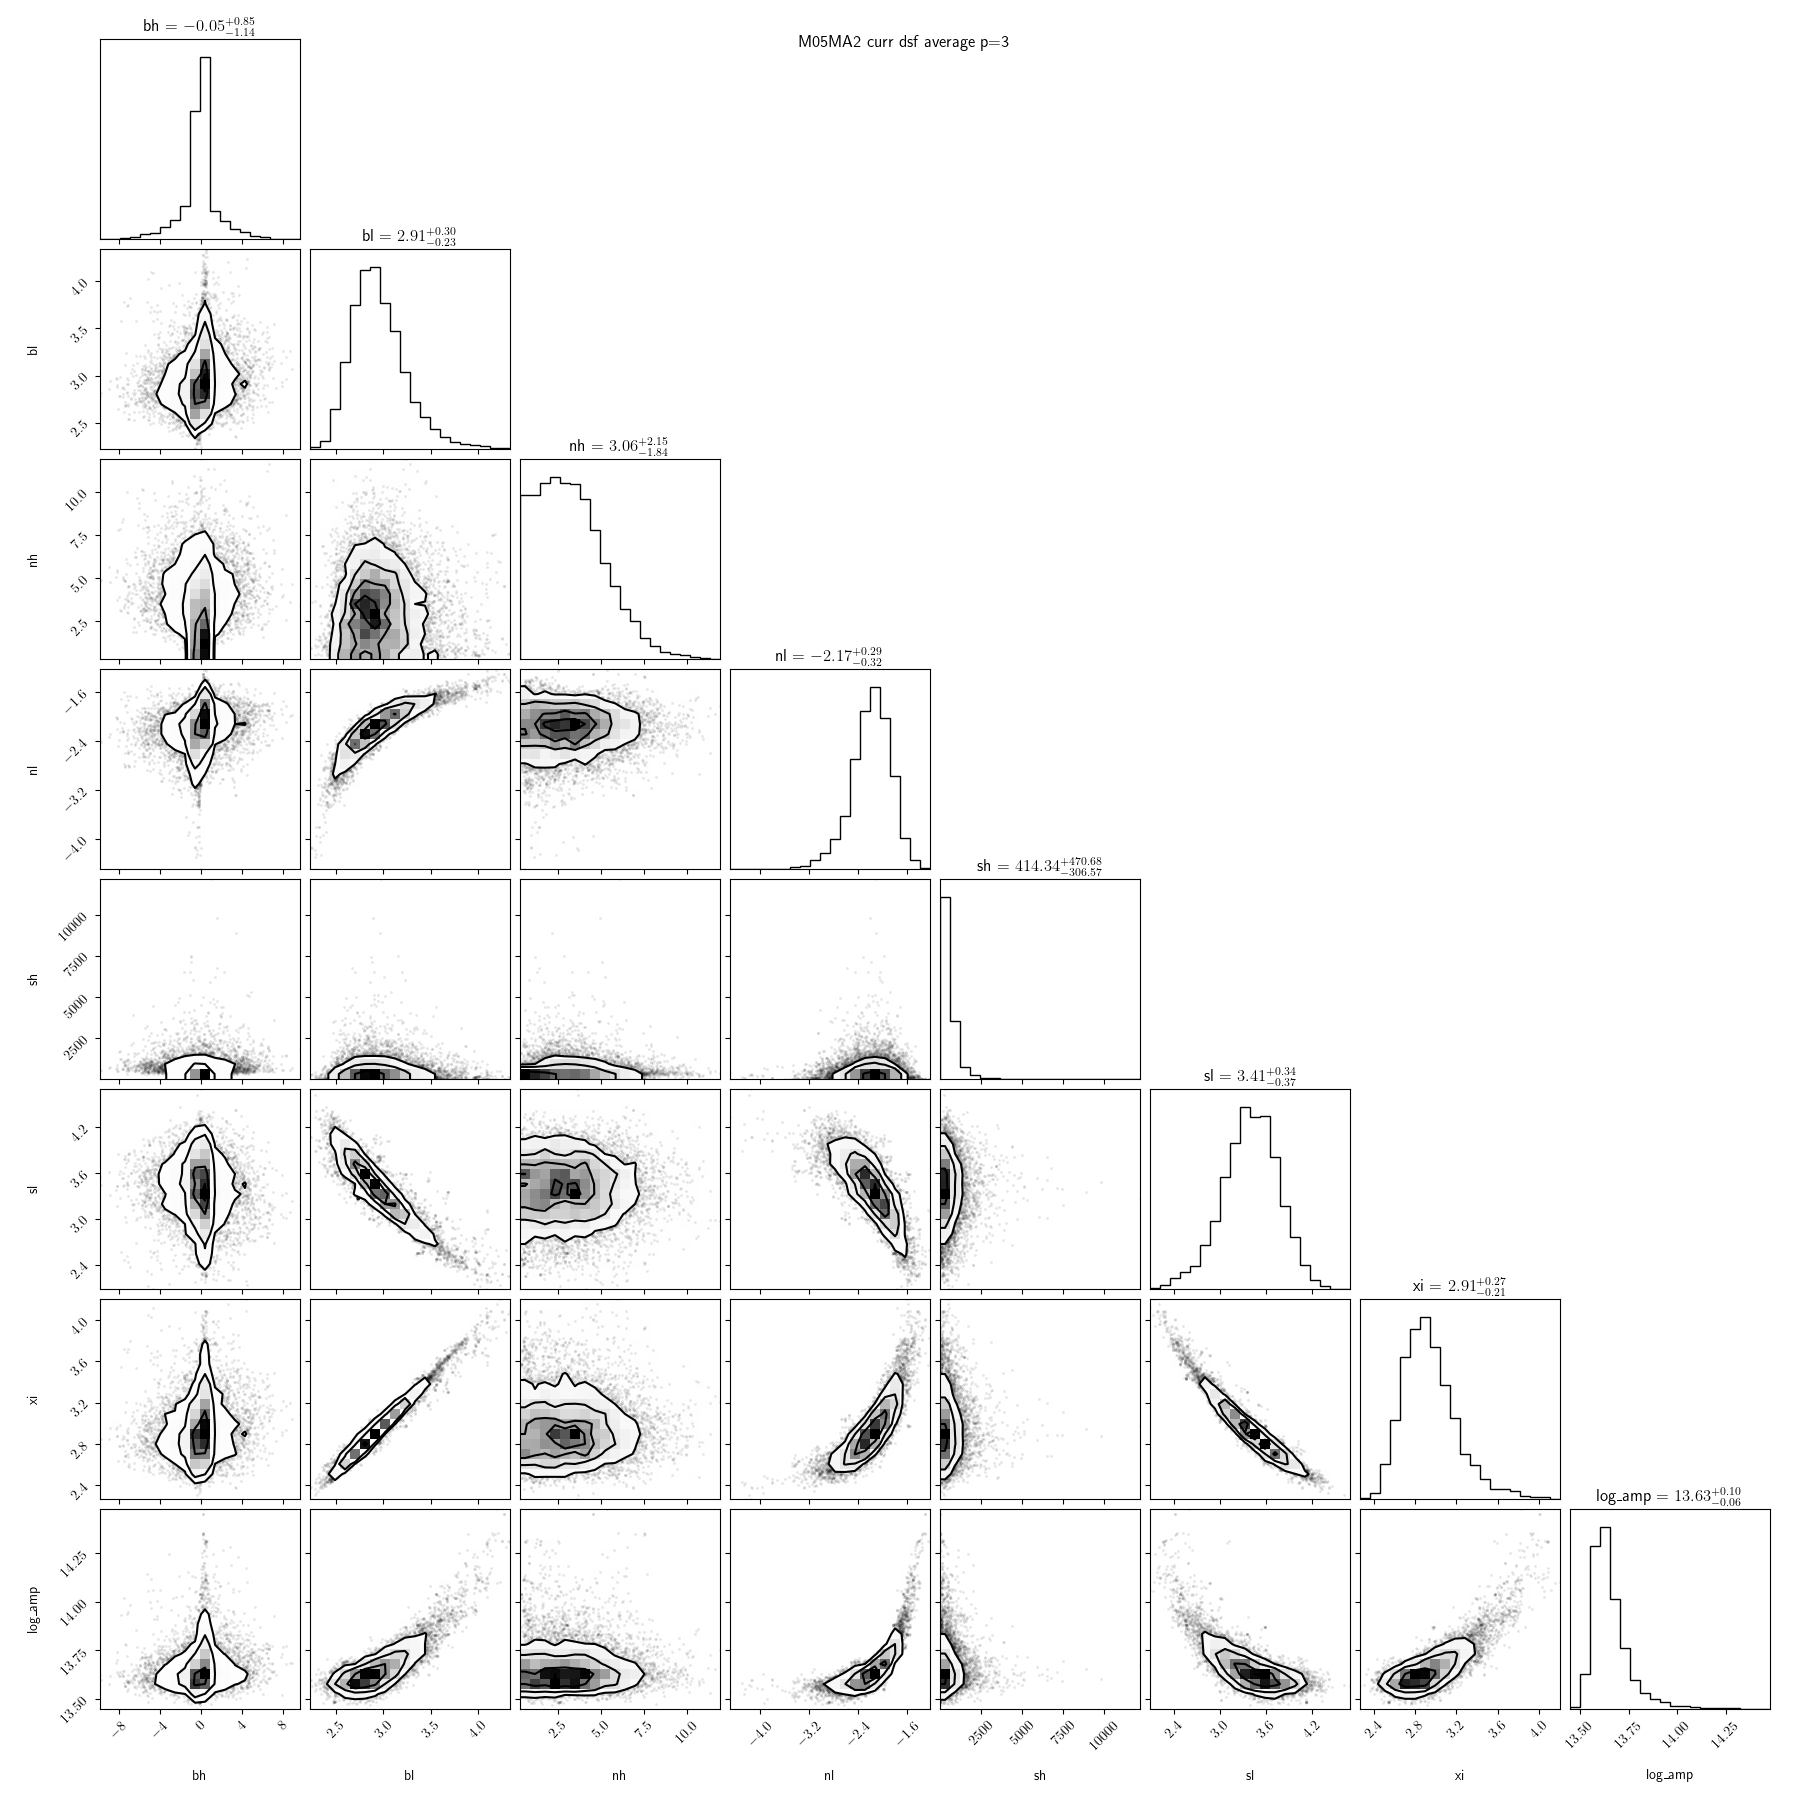 M05MA2 curr dsf average p=3
bh = −0.05 +0.85 −1.14
bl = 2.91 +0.30 −0.23
bl
4.0
3.5
3.0
2.5
nh = 3.06 +2.15 −1.84
nh
10.0
7.5
5.0
2.5
nl = −2.17 +0.29 −0.32
nl
−1.6
−2.4
−3.2
−4.0
sh = 414.34 +470.68 −306.57
sh
10000
7500
5000
2500
sl = 3.41 +0.34 −0.37
sl
4.2
3.6
3.0
2.4
xi = 2.91 +0.27 −0.21
xi
4.0
3.6
3.2
2.8
2.4
log_amp = 13.63 +0.10 −0.06
log_amp
14.25
14.00
13.75
13.50
−8 −4 0 4 8 2.5 3.0 3.5 4.0 2.5 5.0 7.5 10.0 −4.0 −3.2 −2.4 −1.6 2500 5000 7500 10000 2.4 3.0 3.6 4.2 2.4 2.8 3.2 3.6 4.0 13.50 13.75 14.00 14.25
bh bl nh nl sh sl xi log_amp